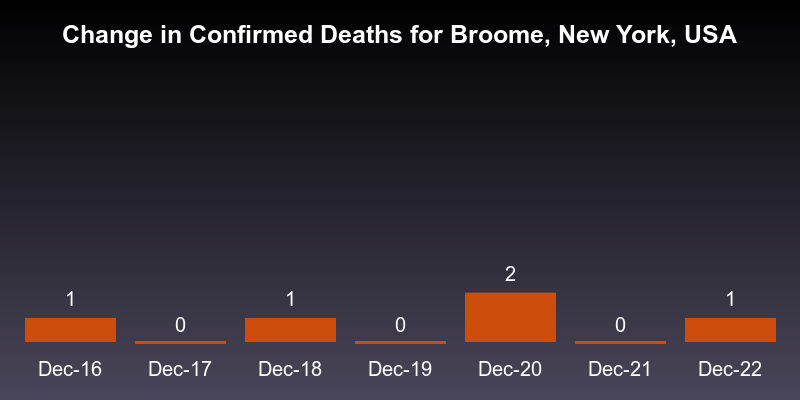 Change in Confirmed Deaths for Broome, New York, USA
1 0 1 0 2 0 1
Dec-16 Dec-17 Dec-18 Dec-19 Dec-20 Dec-21 Dec-22